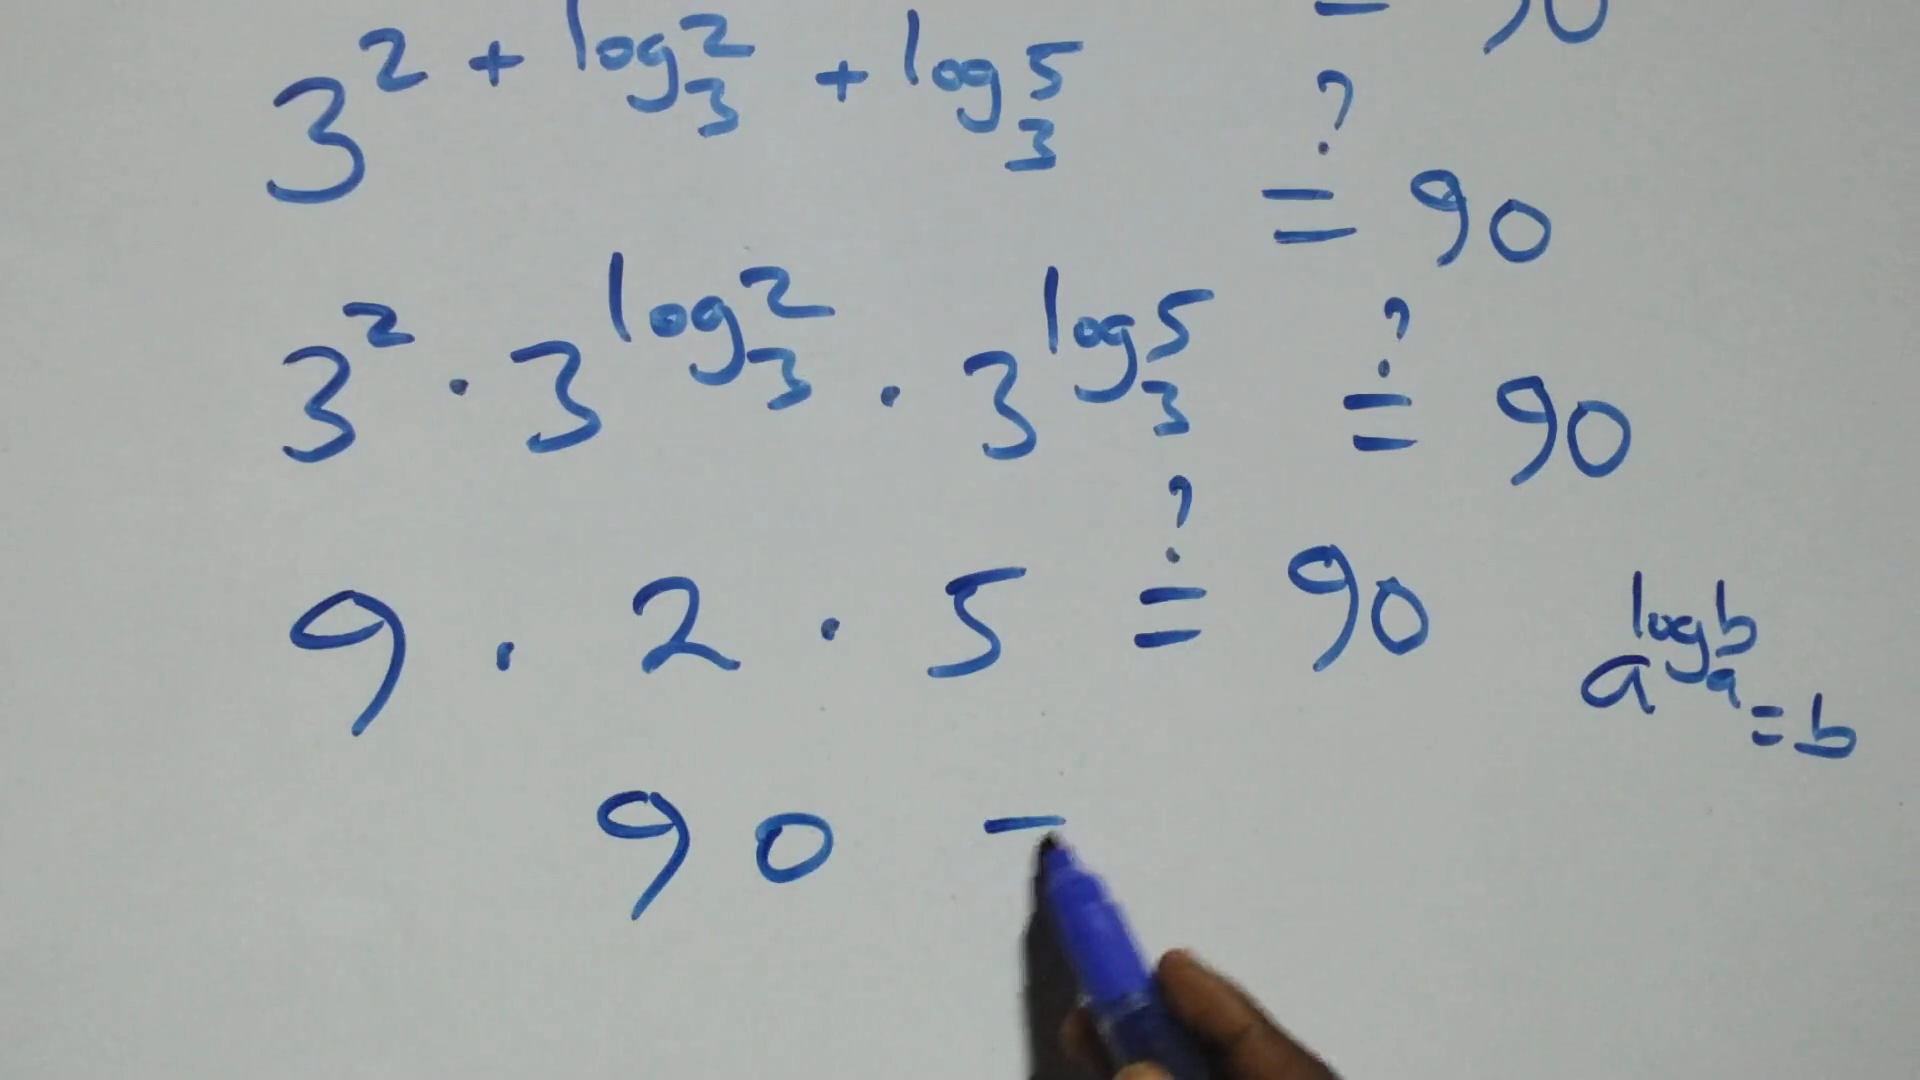 = 90
3^{2 + log_3 2 + log_3 5} ?= 90
3^2 · 3^{log_3 2} · 3^{log_3 5} ?= 90
9 · 2 · 5 ?= 90
a^{log_a b} = b
90 –